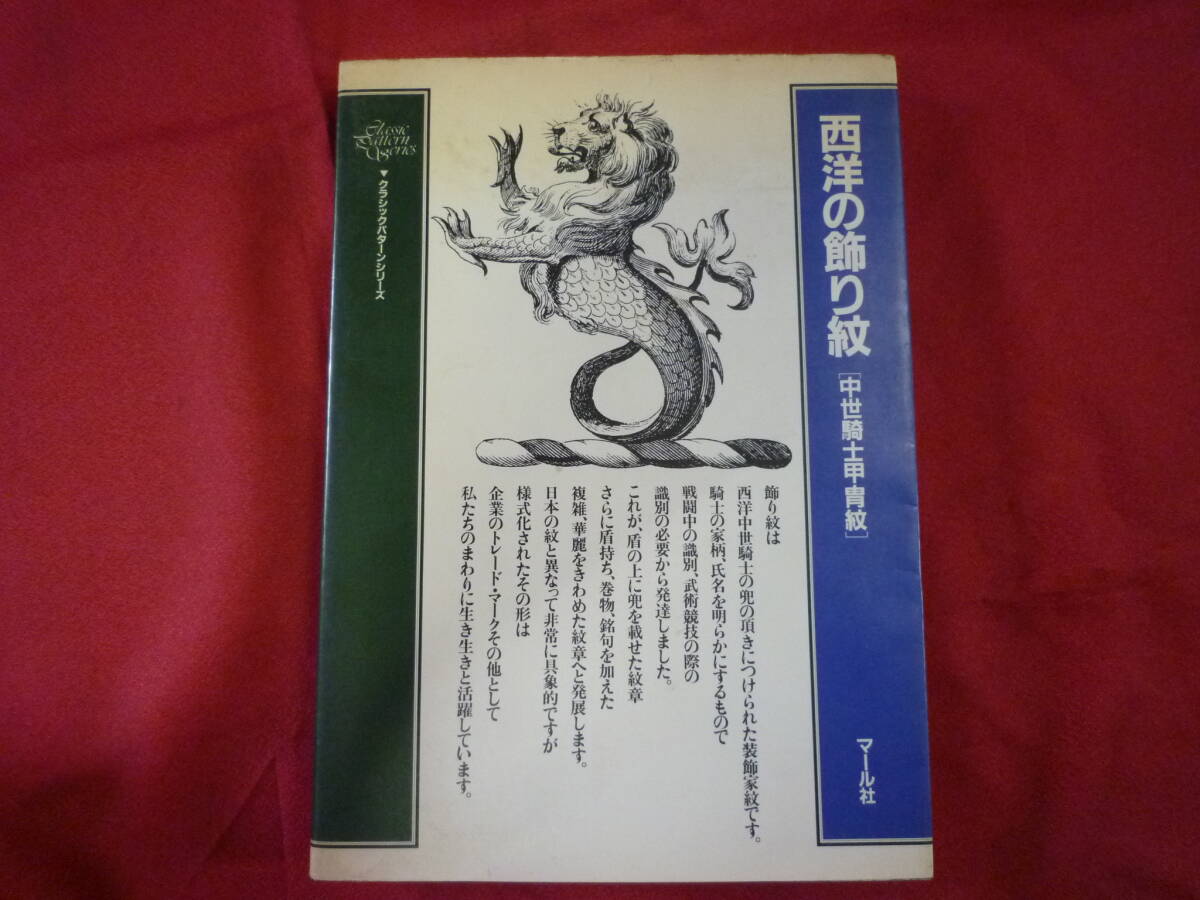 西洋の飾り紋
[中世騎士甲冑紋]
マール社
飾り紋は
西洋中世騎士の兜の頂きにつけられた装飾家紋です。
騎士の家柄、氏名を明らかにするもので
戦闘中の識別、武術競技の際の
識別の必要から発達しました。
これが、盾の上に兜を載せた紋章
さらに盾持ち、巻物、銘句を加えた
複雑、華麗をきわめた紋章へと発展します。
日本の紋と異なって非常に具象的ですが
様式化されたその形は
企業のトレード・マークその他として
私たちのまわりに生き生きと活躍しています。
Classic
Pattern
Series
▼クラシックパターンシリーズ